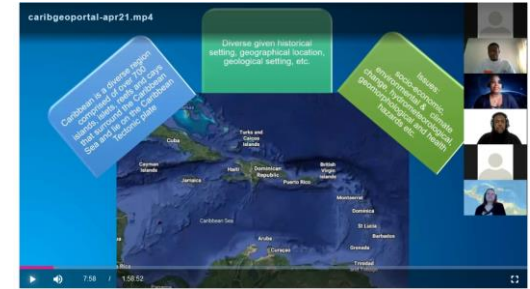 caribgeoportal-apr21.mp4
Caribbean is a diverse region
comprised of over 700
islands, islets, reefs and cays
that surround the Caribbean
Sea and lie on the Caribbean
Tectonic plate
Diverse given historical
setting, geographical location,
geological setting, etc.
Issues:
socio-economic,
environmental & climate
change, hydrometeorological,
geomorphological and health
hazards etc.
Cuba
Turks and
Caicos
Islands
Cayman
Islands
Haiti
Dominican
Republic
British
Virgin
Islands
Jamaica
Puerto Rico
Montserrat
Dominica
Caribbean Sea
St Lucia
Barbados
Aruba
Curacao
Grenada
Trinidad
and Tobago
Rica
Panama
7:58 / 1:56:52